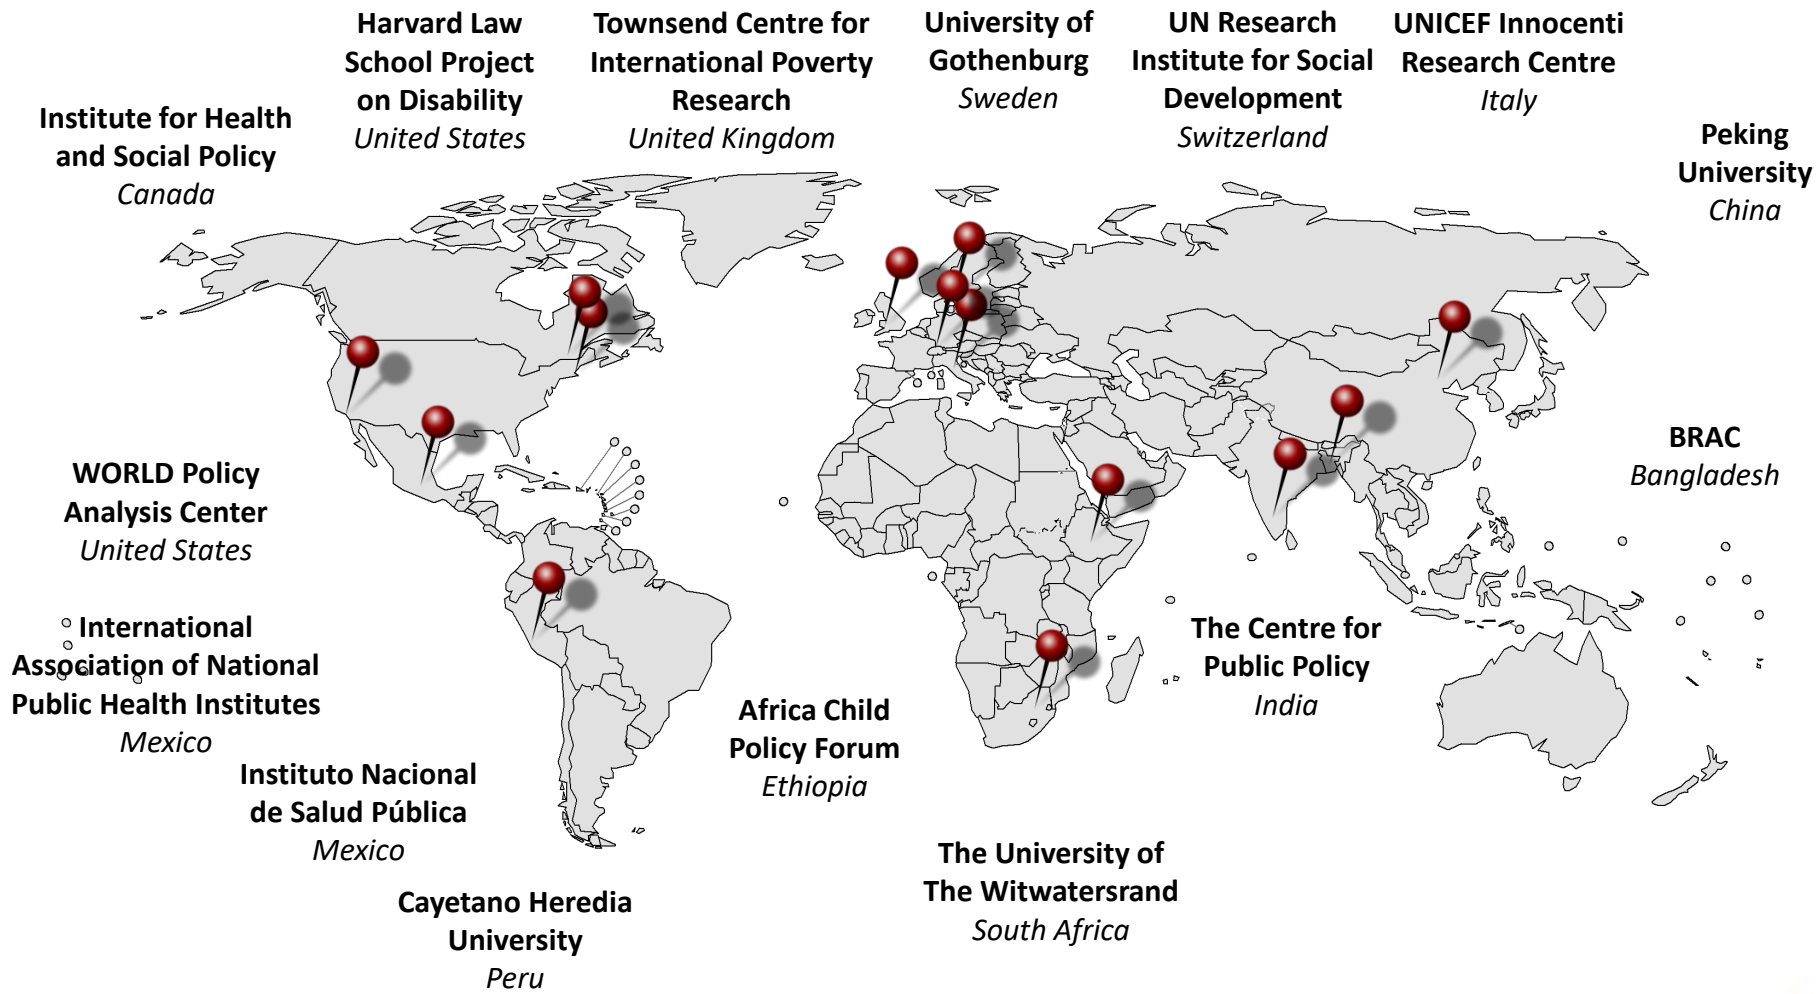 Harvard Law
School Project
on Disability
United States
Townsend Centre for
International Poverty
Research
United Kingdom
University of
Gothenburg
Sweden
UN Research
Institute for Social
Development
Switzerland
UNICEF Innocenti
Research Centre
Italy
Institute for Health
and Social Policy
Canada
Peking
University
China
BRAC
Bangladesh
WORLD Policy
Analysis Center
United States
International
Association of National
Public Health Institutes
Mexico
The Centre for
Public Policy
India
Africa Child
Policy Forum
Ethiopia
Instituto Nacional
de Salud Pública
Mexico
The University of
The Witwatersrand
South Africa
Cayetano Heredia
University
Peru